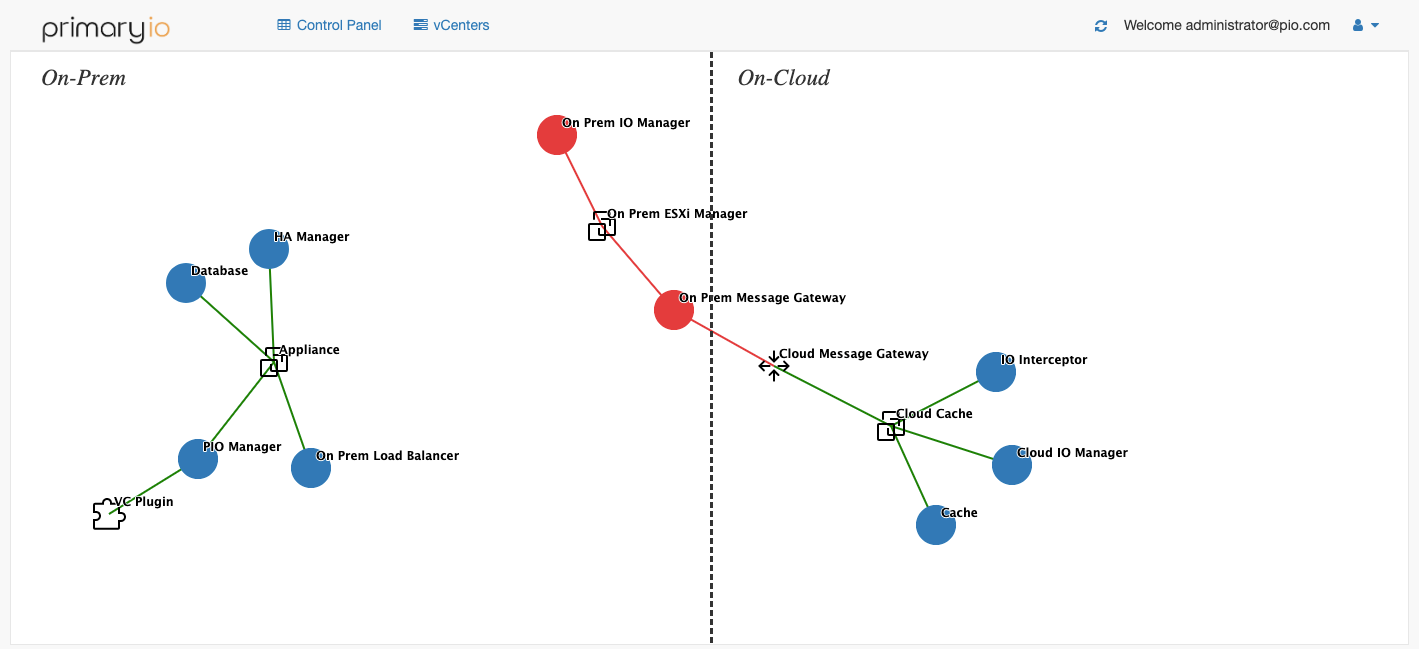 primaryio
Control Panel
vCenters
Welcome administrator@pio.com
On-Prem
On-Cloud
On Prem IO Manager
On Prem ESXi Manager
HA Manager
Database
On Prem Message Gateway
Appliance
Cloud Message Gateway
IO Interceptor
Cloud Cache
PIO Manager
On Prem Load Balancer
Cloud IO Manager
VC Plugin
Cache